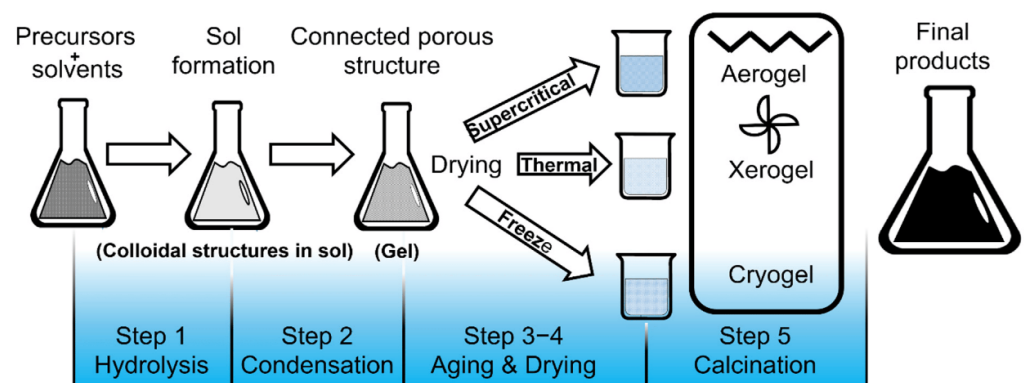 Precursors
+
solvents
Sol
formation
Connected porous
structure
Supercritical
Drying
Thermal
Freeze
Aerogel
Xerogel
Cryogel
Final
products
(Colloidal structures in sol)
(Gel)
Step 1
Hydrolysis
Step 2
Condensation
Step 3−4
Aging & Drying
Step 5
Calcination